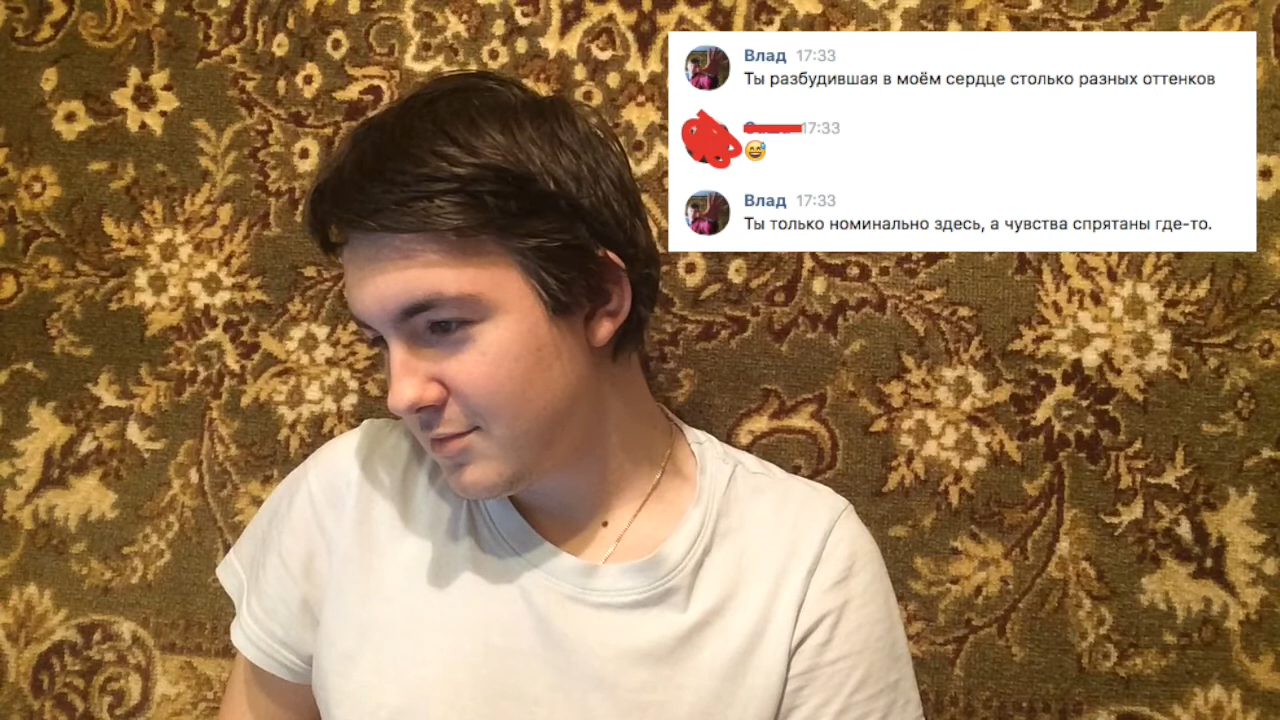 Влад 17:33
Ты разбудившая в моём сердце столько разных оттенков
17:33
Влад 17:33
Ты только номинально здесь, а чувства спрятаны где-то.